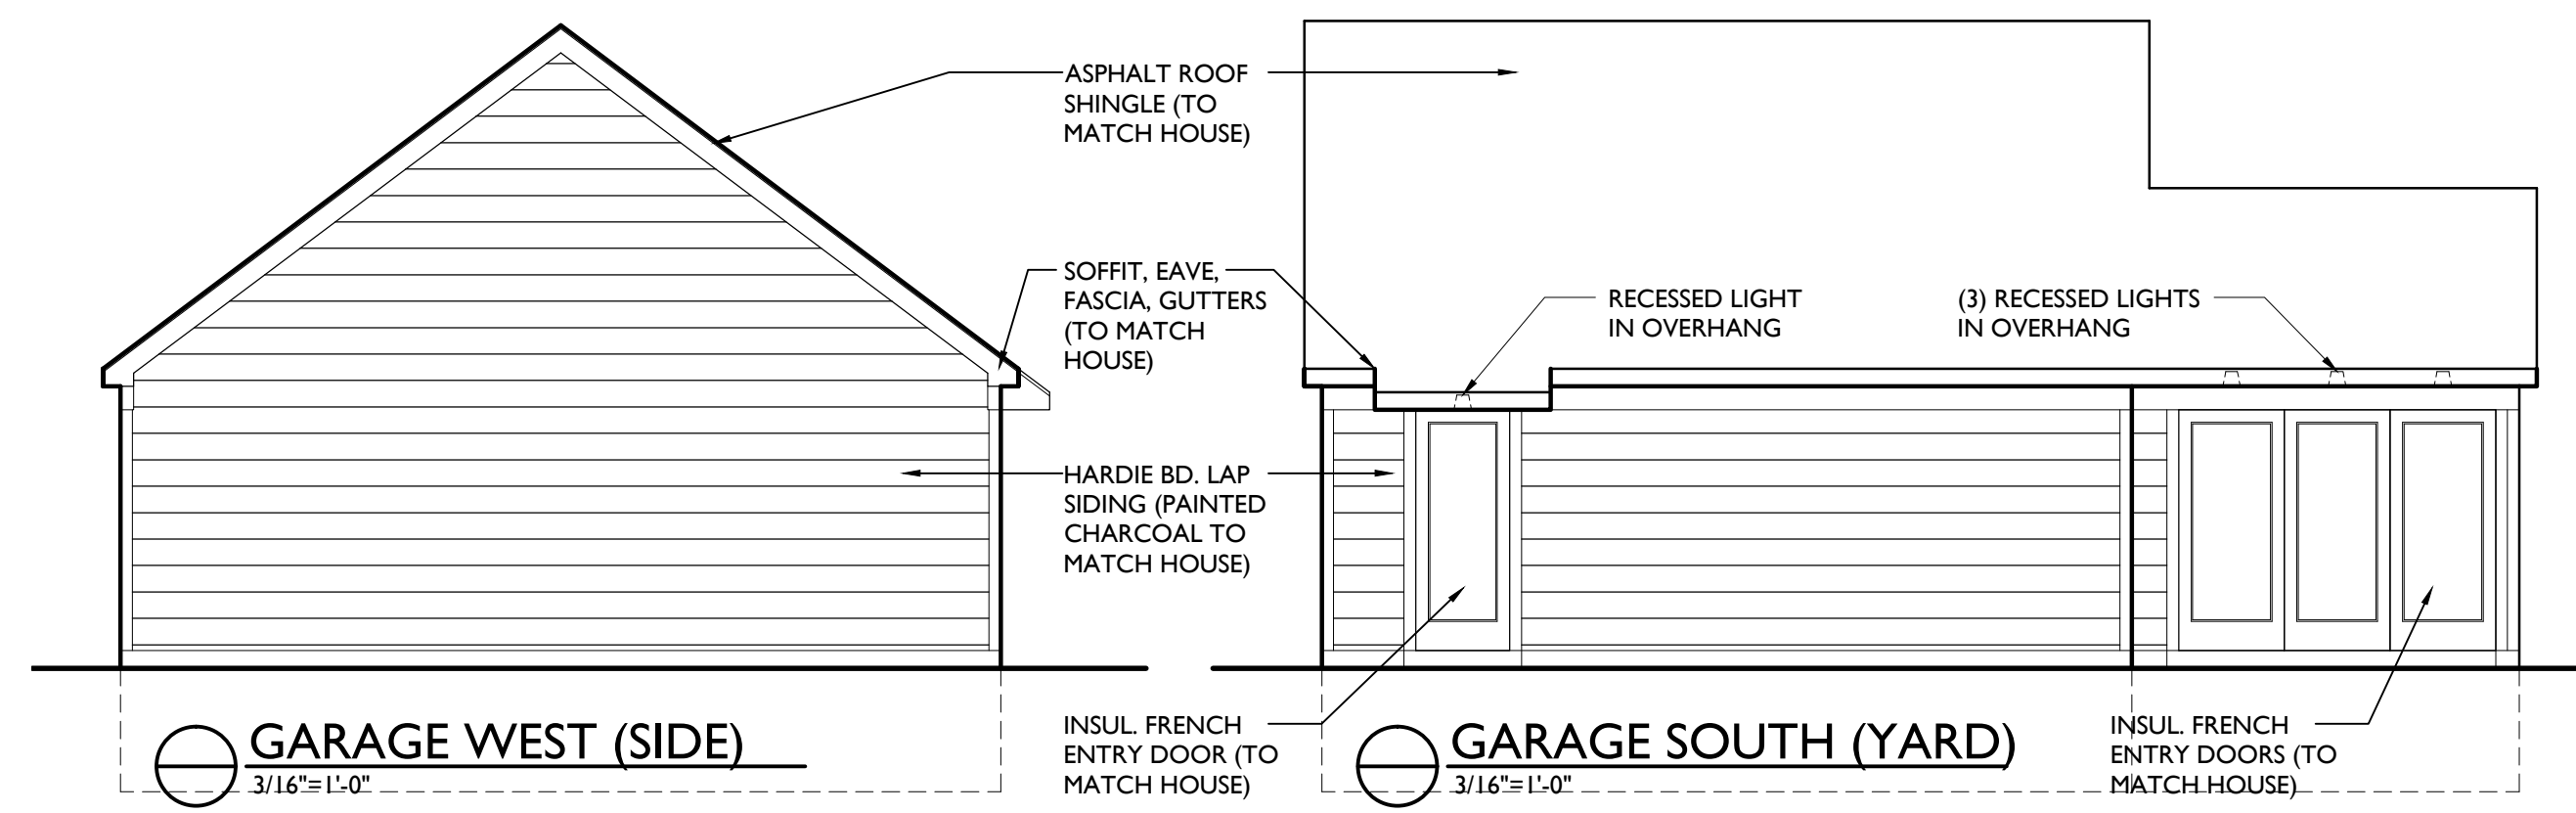 ASPHALT ROOF
SHINGLE (TO
MATCH HOUSE)
SOFFIT, EAVE,
FASCIA, GUTTERS
(TO MATCH
HOUSE)
RECESSED LIGHT
IN OVERHANG
(3) RECESSED LIGHTS
IN OVERHANG
HARDIE BD. LAP
SIDING (PAINTED
CHARCOAL TO
MATCH HOUSE)
GARAGE WEST (SIDE)
3/16"=1'-0"
INSUL. FRENCH
ENTRY DOOR (TO
MATCH HOUSE)
GARAGE SOUTH (YARD)
3/16"=1'-0"
INSUL. FRENCH
ENTRY DOORS (TO
MATCH HOUSE)